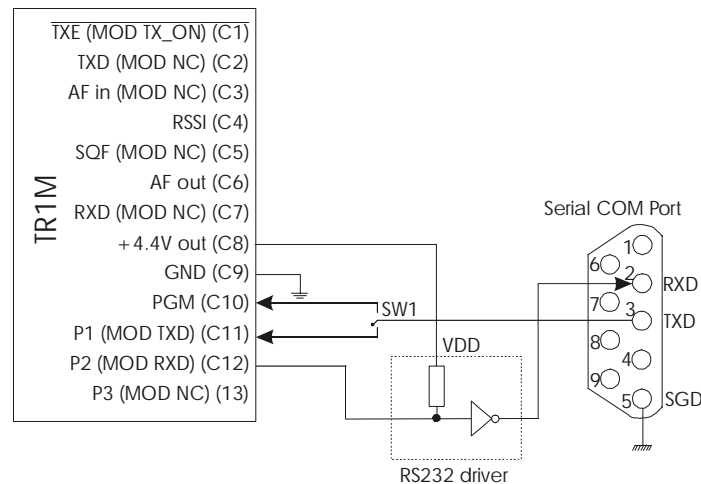 TXE (MOD TX_ON) (C1)
TXD (MOD NC) (C2)
AF in (MOD NC) (C3)
RSSI (C4)
SQF (MOD NC) (C5)
AF out (C6)
RXD (MOD NC) (C7)
+4.4V out (C8)
GND (C9)
PGM (C10)
P1 (MOD TXD) (C11)
P2 (MOD RXD) (C12)
P3 (MOD NC) (13)
TR1M
SW1
VDD
RS232 driver
Serial COM Port
1
6
2
RXD
7
3
TXD
8
4
9
5
SGD